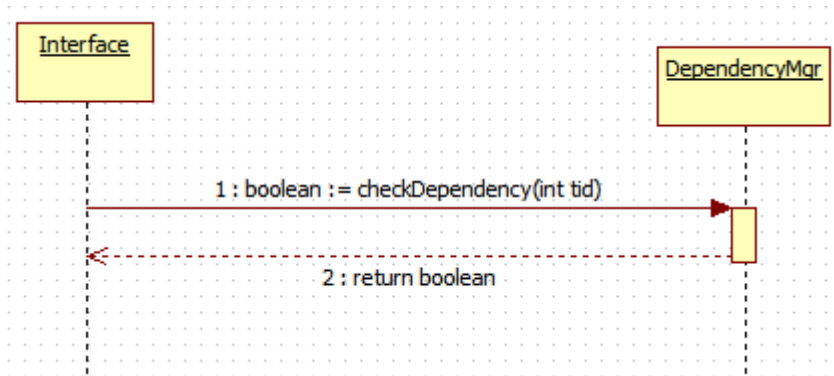 Interface
DependencyMgr
1 : boolean := checkDependency(int tid)
2 : return boolean